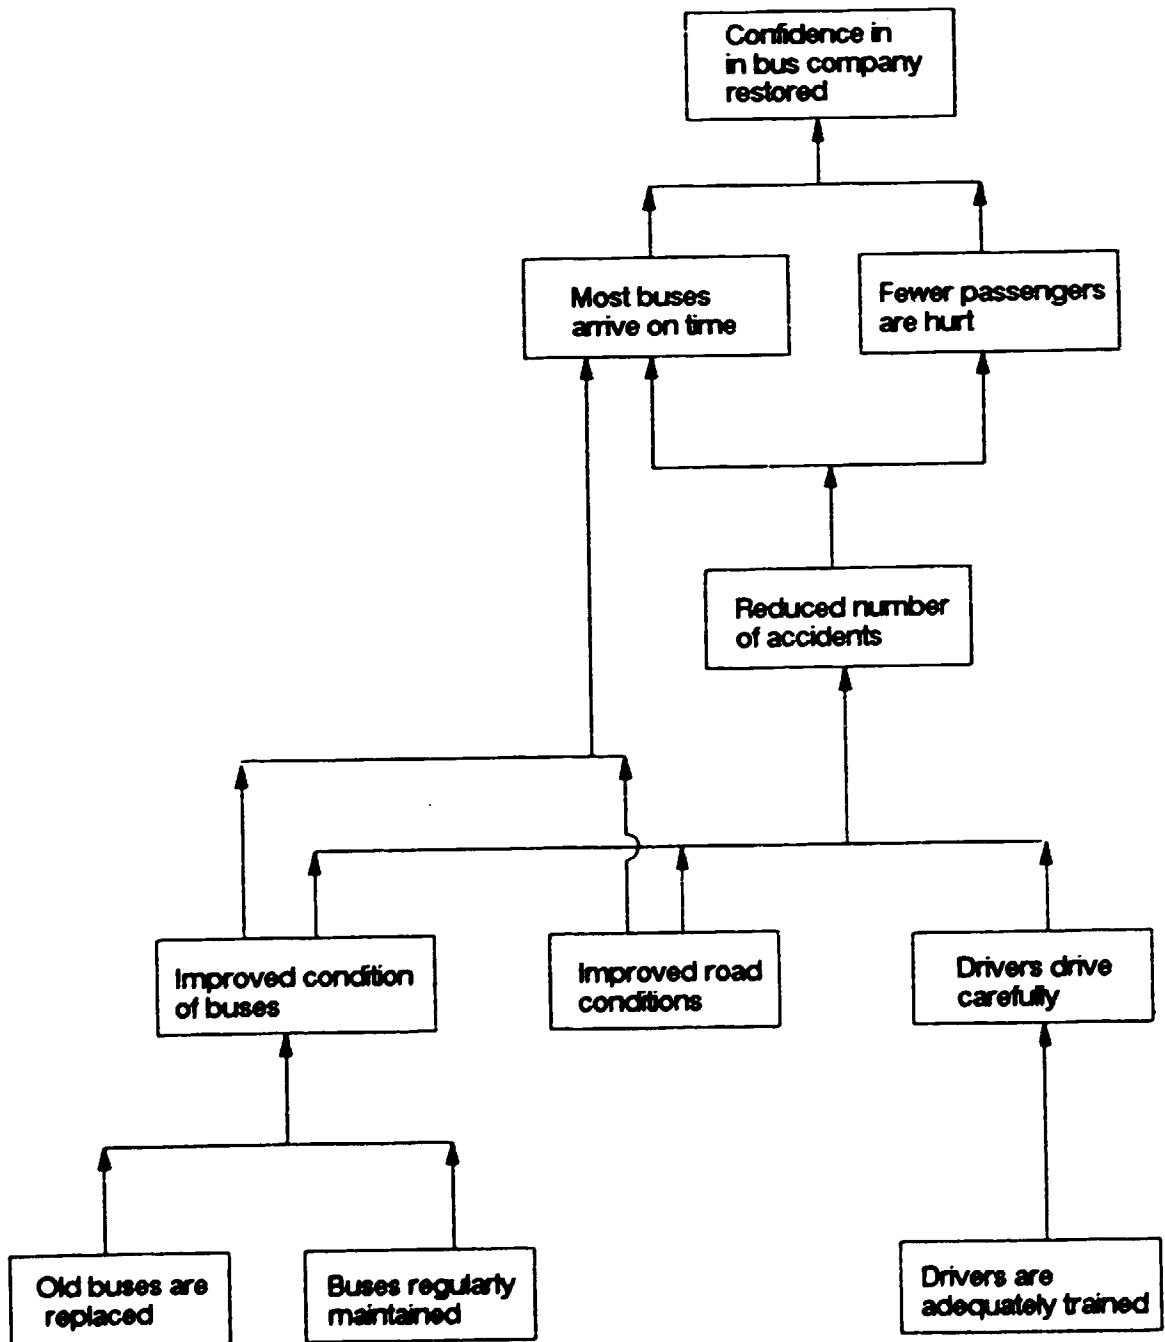 Confidence in
in bus company
restored
Most buses
arrive on time
Fewer passengers
are hurt
Reduced number
of accidents
Improved condition
of buses
Improved road
conditions
Drivers drive
carefully
Old buses are
replaced
Buses regularly
maintained
Drivers are
adequately trained